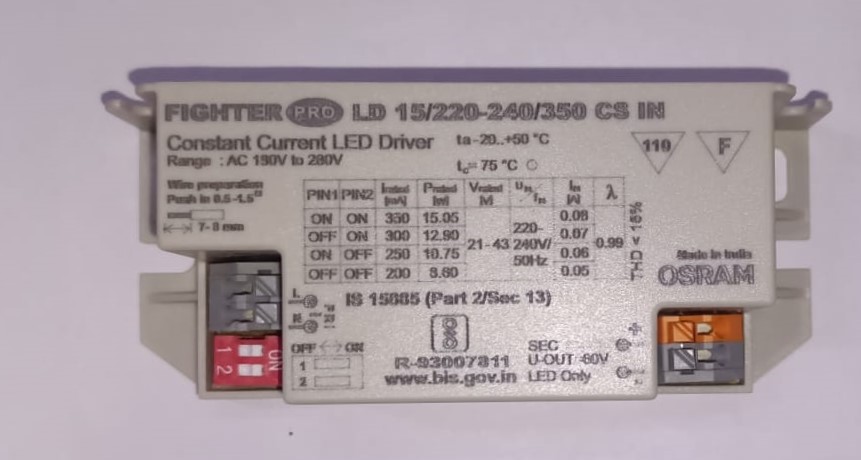 FIGHTER PRO LD 15/220-240/350 CS IN
Constant Current LED Driver
Range : AC 190V to 280V
ta-20..+50 °C
tc= 75 °C
110
F
Wire preparation
Push in 0.5-1.5
7-8 mm
PIN1 PIN2 Irated [mA] Prated [W] Vrated [V] UIN/fIN IIN [A] λ
ON ON 350 15.05 21-43 220-240V/50Hz 0.08 0.99
OFF ON 300 12.90 0.07
ON OFF 250 10.75 0.06
OFF OFF 200 8.60 0.05
THD < 15%
Made in India
OSRAM
IS 15885 (Part 2/Sec 13)
L
N
OFF ON
1
2
R-93007811
www.bis.gov.in
SEC
U-OUT -60V
LED Only
+
-
1 2 ON